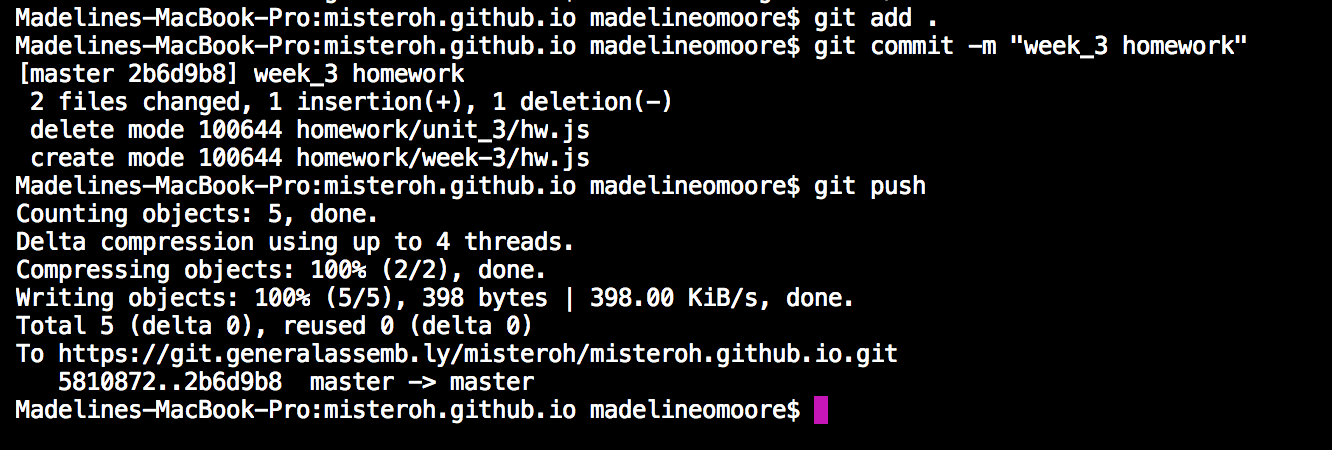 Madelines-MacBook-Pro:misteroh.github.io madelineomoore$ git add .
Madelines-MacBook-Pro:misteroh.github.io madelineomoore$ git commit -m "week_3 homework"
[master 2b6d9b8] week_3 homework
 2 files changed, 1 insertion(+), 1 deletion(-)
 delete mode 100644 homework/unit_3/hw.js
 create mode 100644 homework/week-3/hw.js
Madelines-MacBook-Pro:misteroh.github.io madelineomoore$ git push
Counting objects: 5, done.
Delta compression using up to 4 threads.
Compressing objects: 100% (2/2), done.
Writing objects: 100% (5/5), 398 bytes | 398.00 KiB/s, done.
Total 5 (delta 0), reused 0 (delta 0)
To https://git.generalassemb.ly/misteroh/misteroh.github.io.git
   5810872..2b6d9b8  master -> master
Madelines-MacBook-Pro:misteroh.github.io madelineomoore$